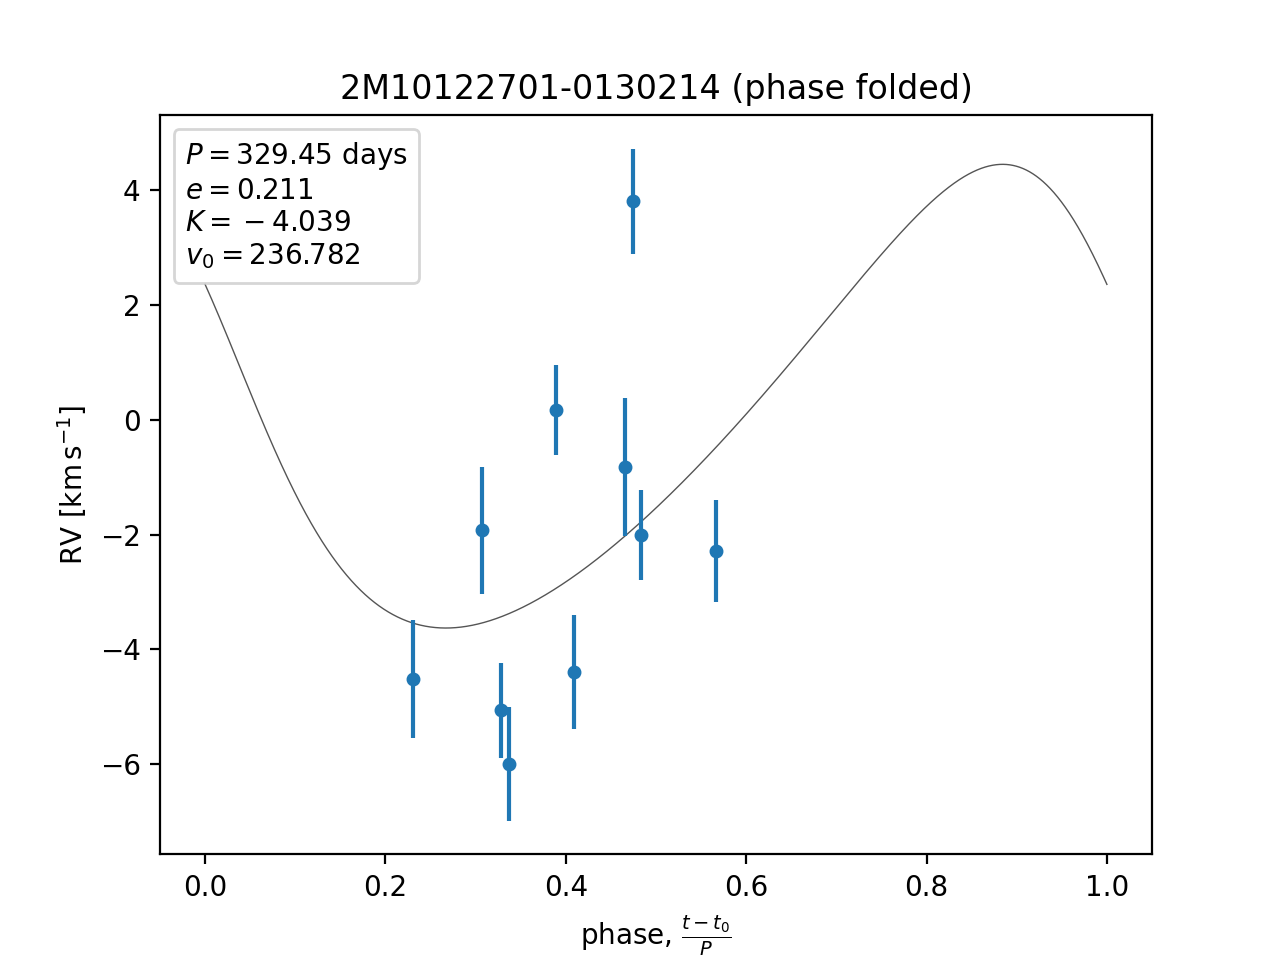 2M10122701-0130214 (phase folded)
P = 329.45 days
e = 0.211
K = −4.039
v₀ = 236.782
RV [km s⁻¹]
4
2
0
−2
−4
−6
0.0 0.2 0.4 0.6 0.8 1.0
phase, (t−t₀)/P